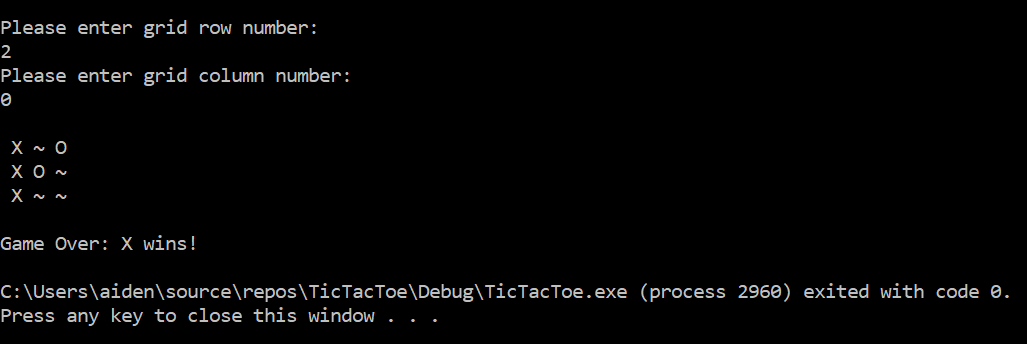 Please enter grid row number:
2
Please enter grid column number:
0
X ~ O
X O ~
X ~ ~
Game Over: X wins!
C:\Users\aiden\source\repos\TicTacToe\Debug\TicTacToe.exe (process 2960) exited with code 0.
Press any key to close this window . . .